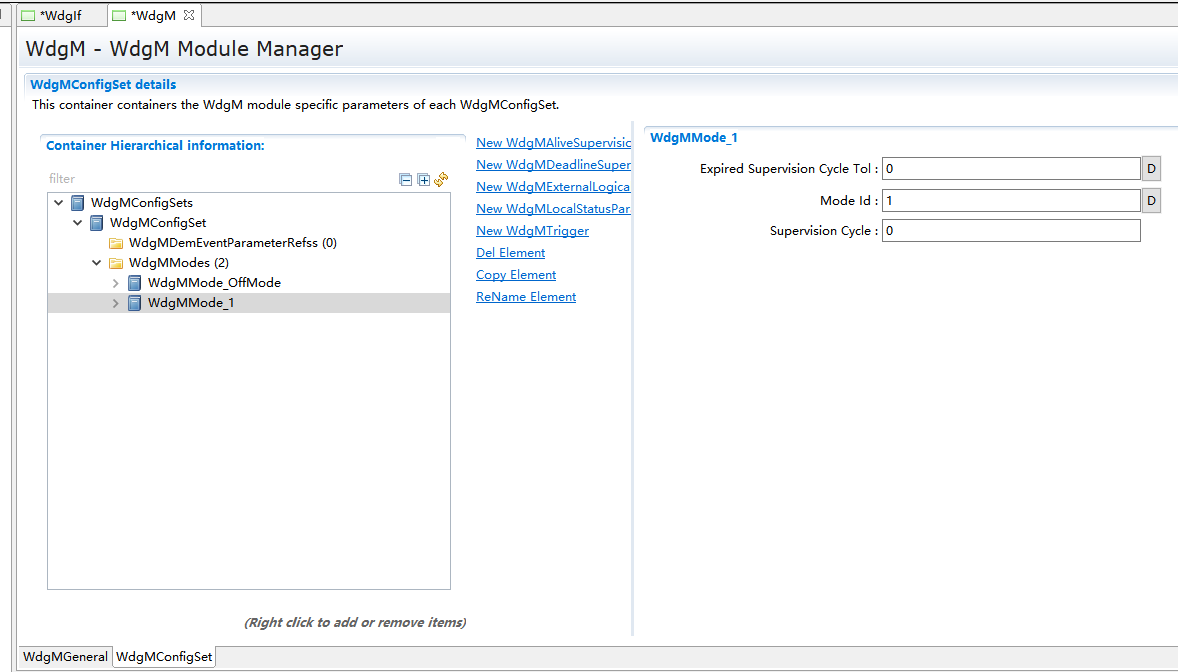 *WdgIf
*WdgM
WdgM - WdgM Module Manager
WdgMConfigSet details
This container containers the WdgM module specific parameters of each WdgMConfigSet.
Container Hierarchical information:
filter
WdgMConfigSets
WdgMConfigSet
WdgMDemEventParameterRefss (0)
WdgMModes (2)
WdgMMode_OffMode
WdgMMode_1
(Right click to add or remove items)
New WdgMAliveSupervisic
New WdgMDeadlineSuper
New WdgMExternalLogica
New WdgMLocalStatusPar
New WdgMTrigger
Del Element
Copy Element
ReName Element
WdgMMode_1
Expired Supervision Cycle Tol : 0 D
Mode Id : 1 D
Supervision Cycle : 0
WdgMGeneral WdgMConfigSet